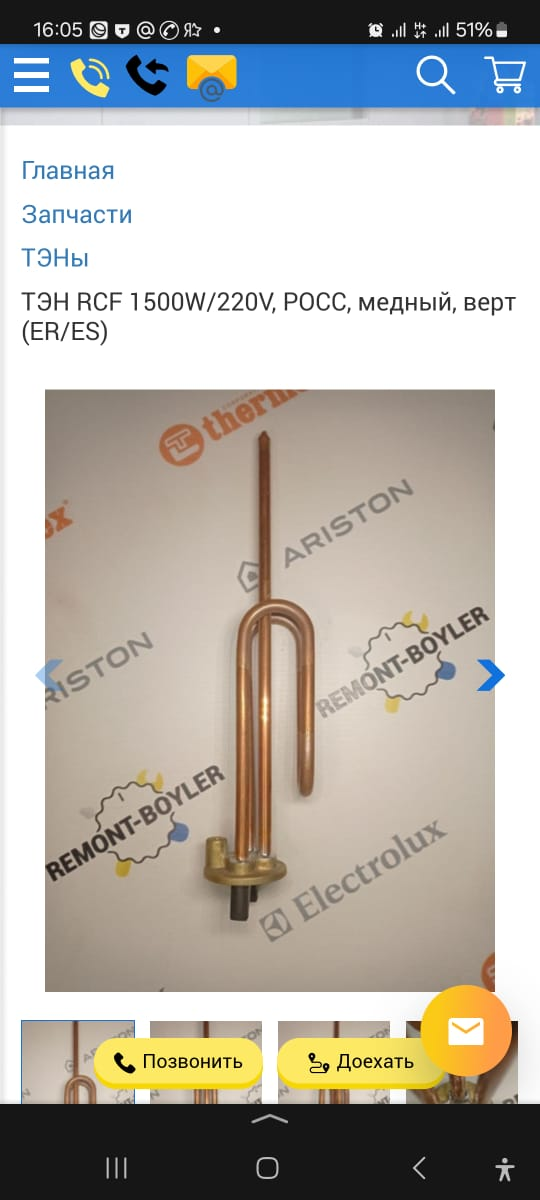 16:05
51%
Главная
Запчасти
ТЭНы
ТЭН RCF 1500W/220V, РОСС, медный, верт
(ER/ES)
ARISTON
REMONT-BOYLER
REMONT-BOYLER
Electrolux
Позвонить
Доехать